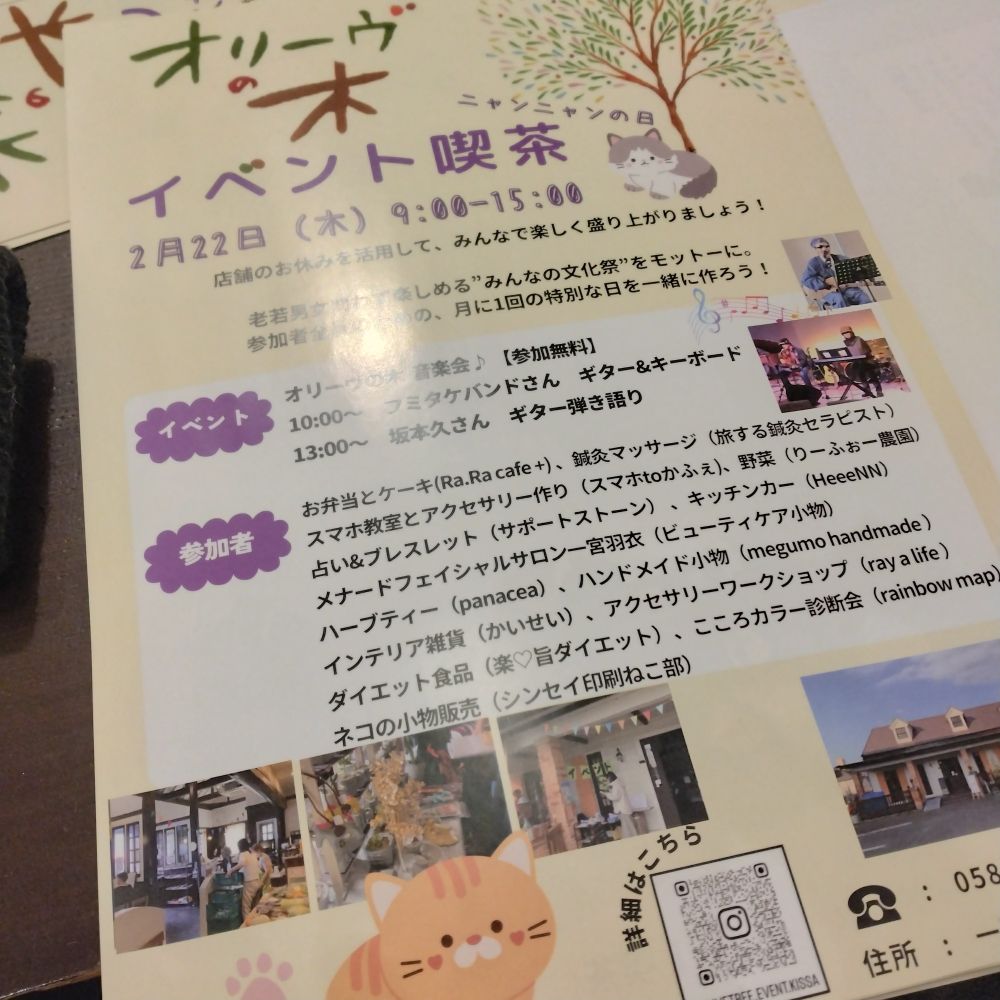 オリーヴ
の
木
ニャンニャンの日
イベント喫茶
2月22日（木）9:00-15:00
店舗のお休みを活用して、みんなで楽しく盛り上がりましょう！
老若男女 楽しめる”みんなの文化祭”をモットーに。
参加者 の、月に1回の特別な日を一緒に作ろう！
イベント
オリーヴの木 音楽会♪ 【参加無料】
10:00〜 フミタケバンドさん ギター&キーボード
13:00〜 坂本久さん ギター弾き語り
参加者
お弁当とケーキ(Ra.Ra cafe +)、鍼灸マッサージ（旅する鍼灸セラピスト）
スマホ教室とアクセサリー作り（スマホtoかふぇ)、野菜（りーふぉー農園）
占い&ブレスレット（サポートストーン）、キッチンカー（HeeeNN）
メナードフェイシャルサロン一宮羽衣（ビューティケア小物）
ハーブティー（panacea）、ハンドメイド小物（megumo handmade）
インテリア雑貨（かいせい）、アクセサリーワークショップ（ray a life）
ダイエット食品（楽♡旨ダイエット）、こころカラー診断会（rainbow map）
ネコの小物販売（シンセイ印刷ねこ部）
イベント
詳細はこちら
EVENT.KISSA
: 058
住所 : 一